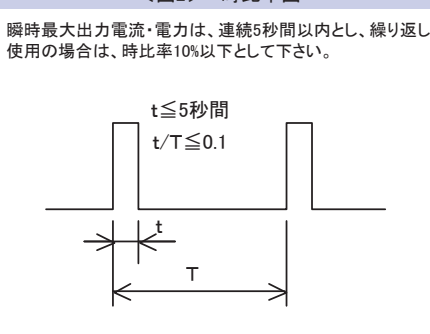 瞬時最大出力電流・電力は、連続5秒間以内とし、繰り返し
使用の場合は、時比率10%以下として下さい。
t≦5秒間
t/T≦0.1
t
T